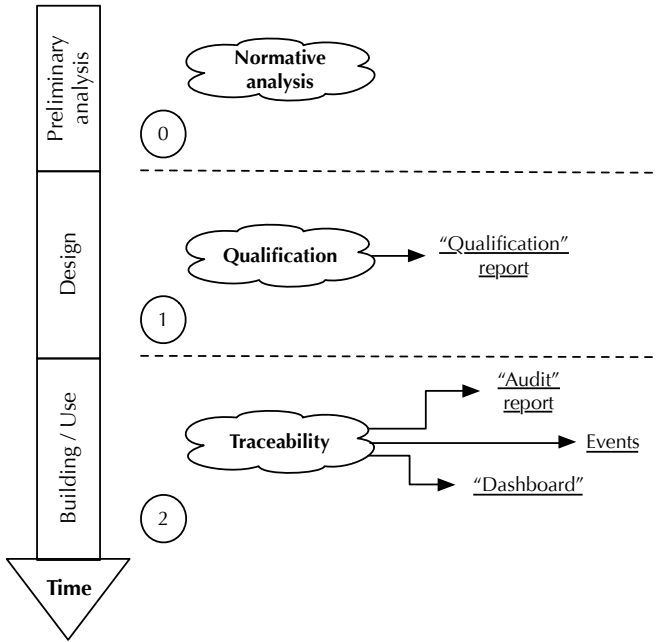 Preliminary
analysis
Normative
analysis
0
Design
Qualification
“Qualification”
report
1
Building / Use
Traceability
“Audit”
report
Events
“Dashboard”
2
Time